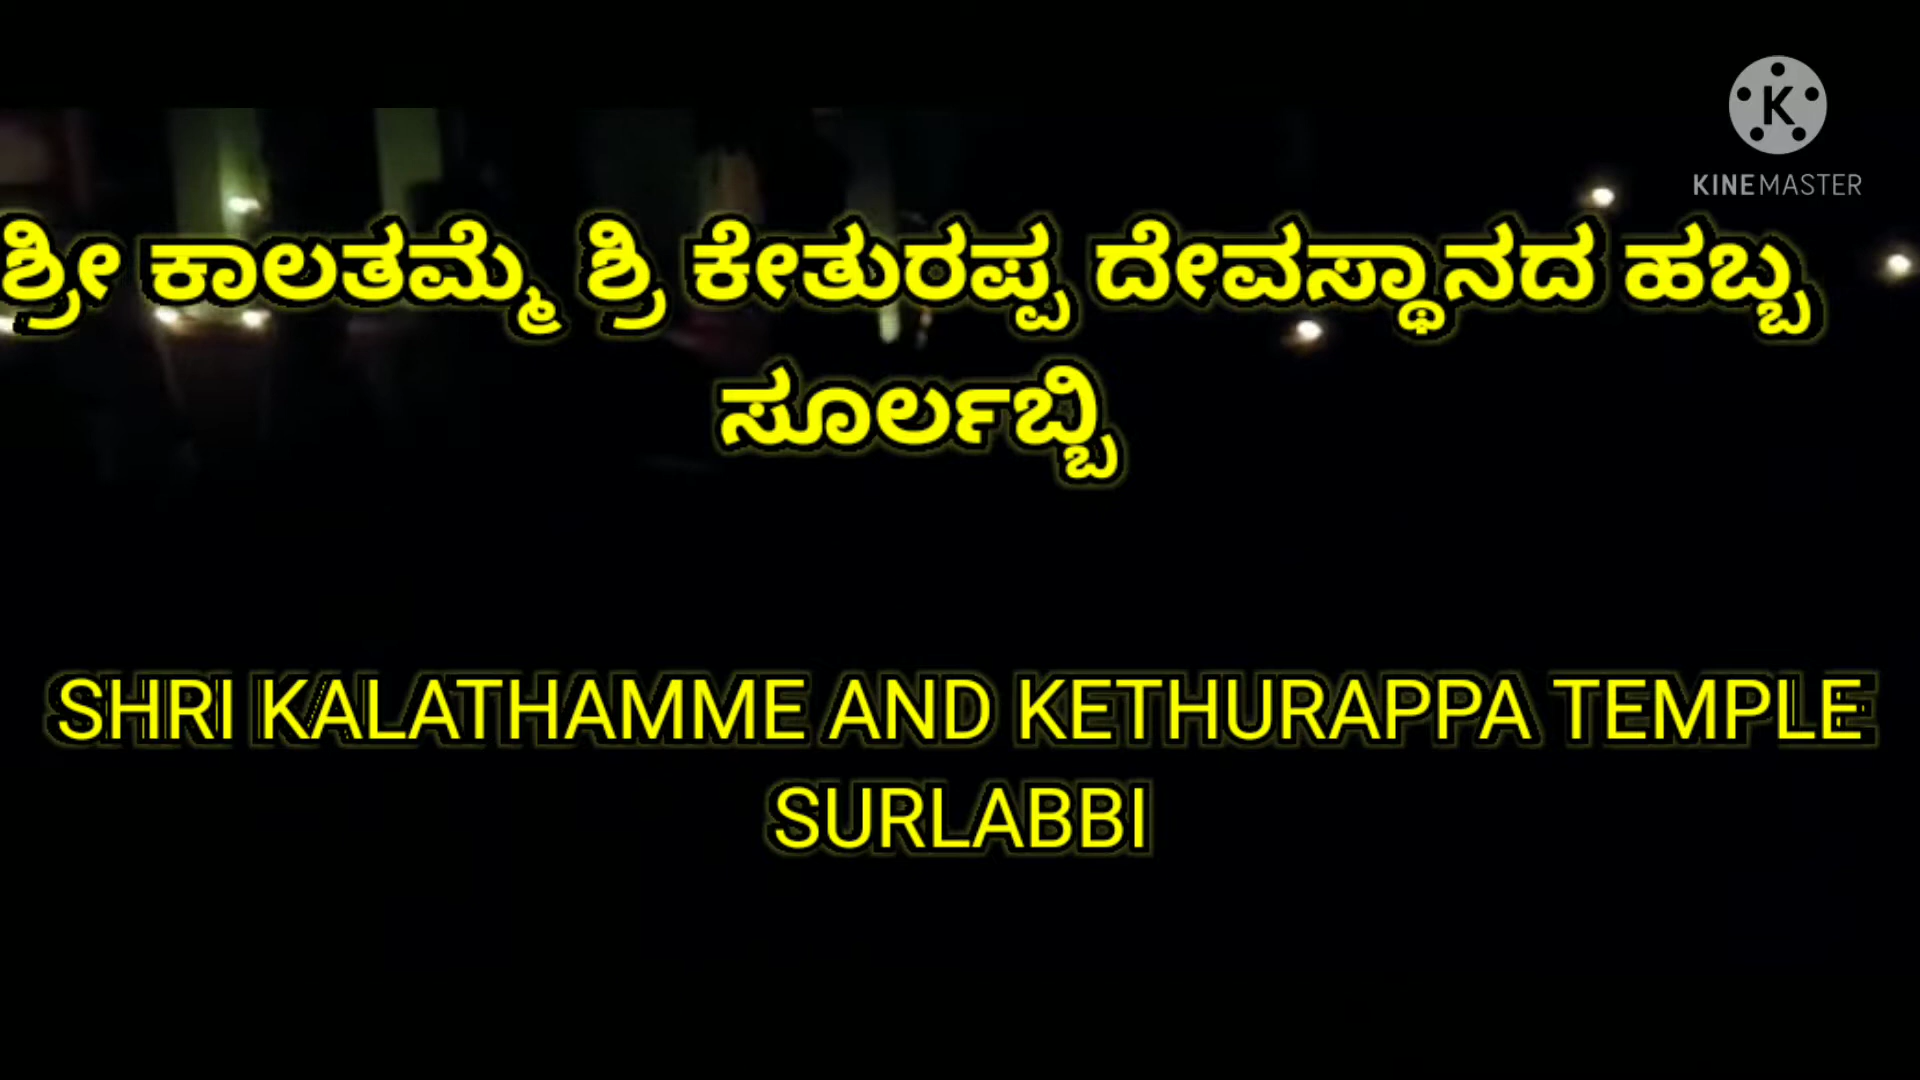 KINEMASTER
ಶ್ರೀ ಕಾಲತಮ್ಮೆ ಶ್ರಿ ಕೇತುರಪ್ಪ ದೇವಸ್ಥಾನದ ಹಬ್ಬ
ಸೂರ್ಲಬ್ಬಿ
SHRI KALATHAMME AND KETHURAPPA TEMPLE
SURLABBI